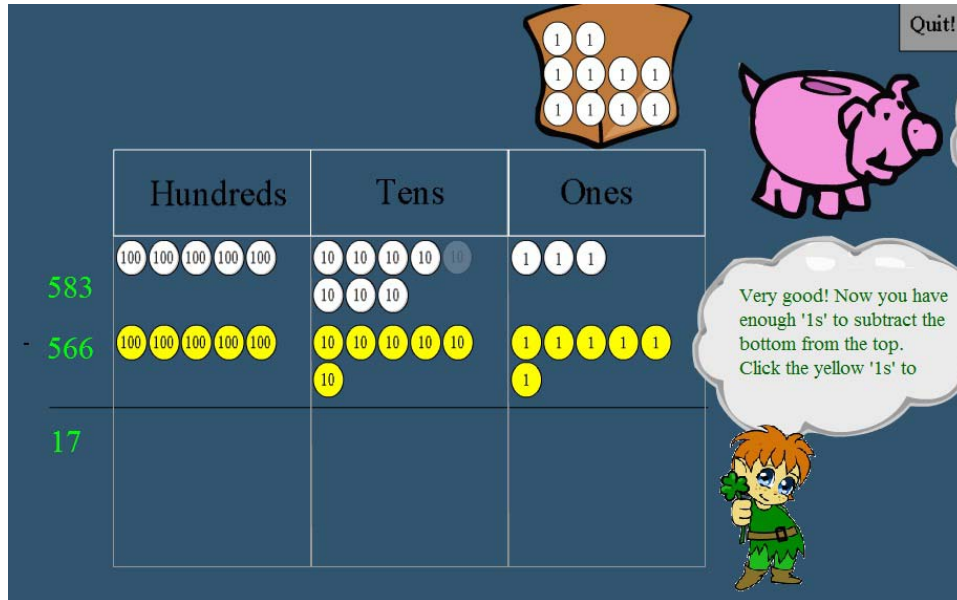 Quit!
1 1
1 1 1 1
1 1 1 1
Hundreds Tens Ones
583 100 100 100 100 100 10 10 10 10 10 1 1 1
10 10 10
- 566 100 100 100 100 100 10 10 10 10 10 1 1 1 1 1
10 1
17
Very good! Now you have
enough '1s' to subtract the
bottom from the top.
Click the yellow '1s' to